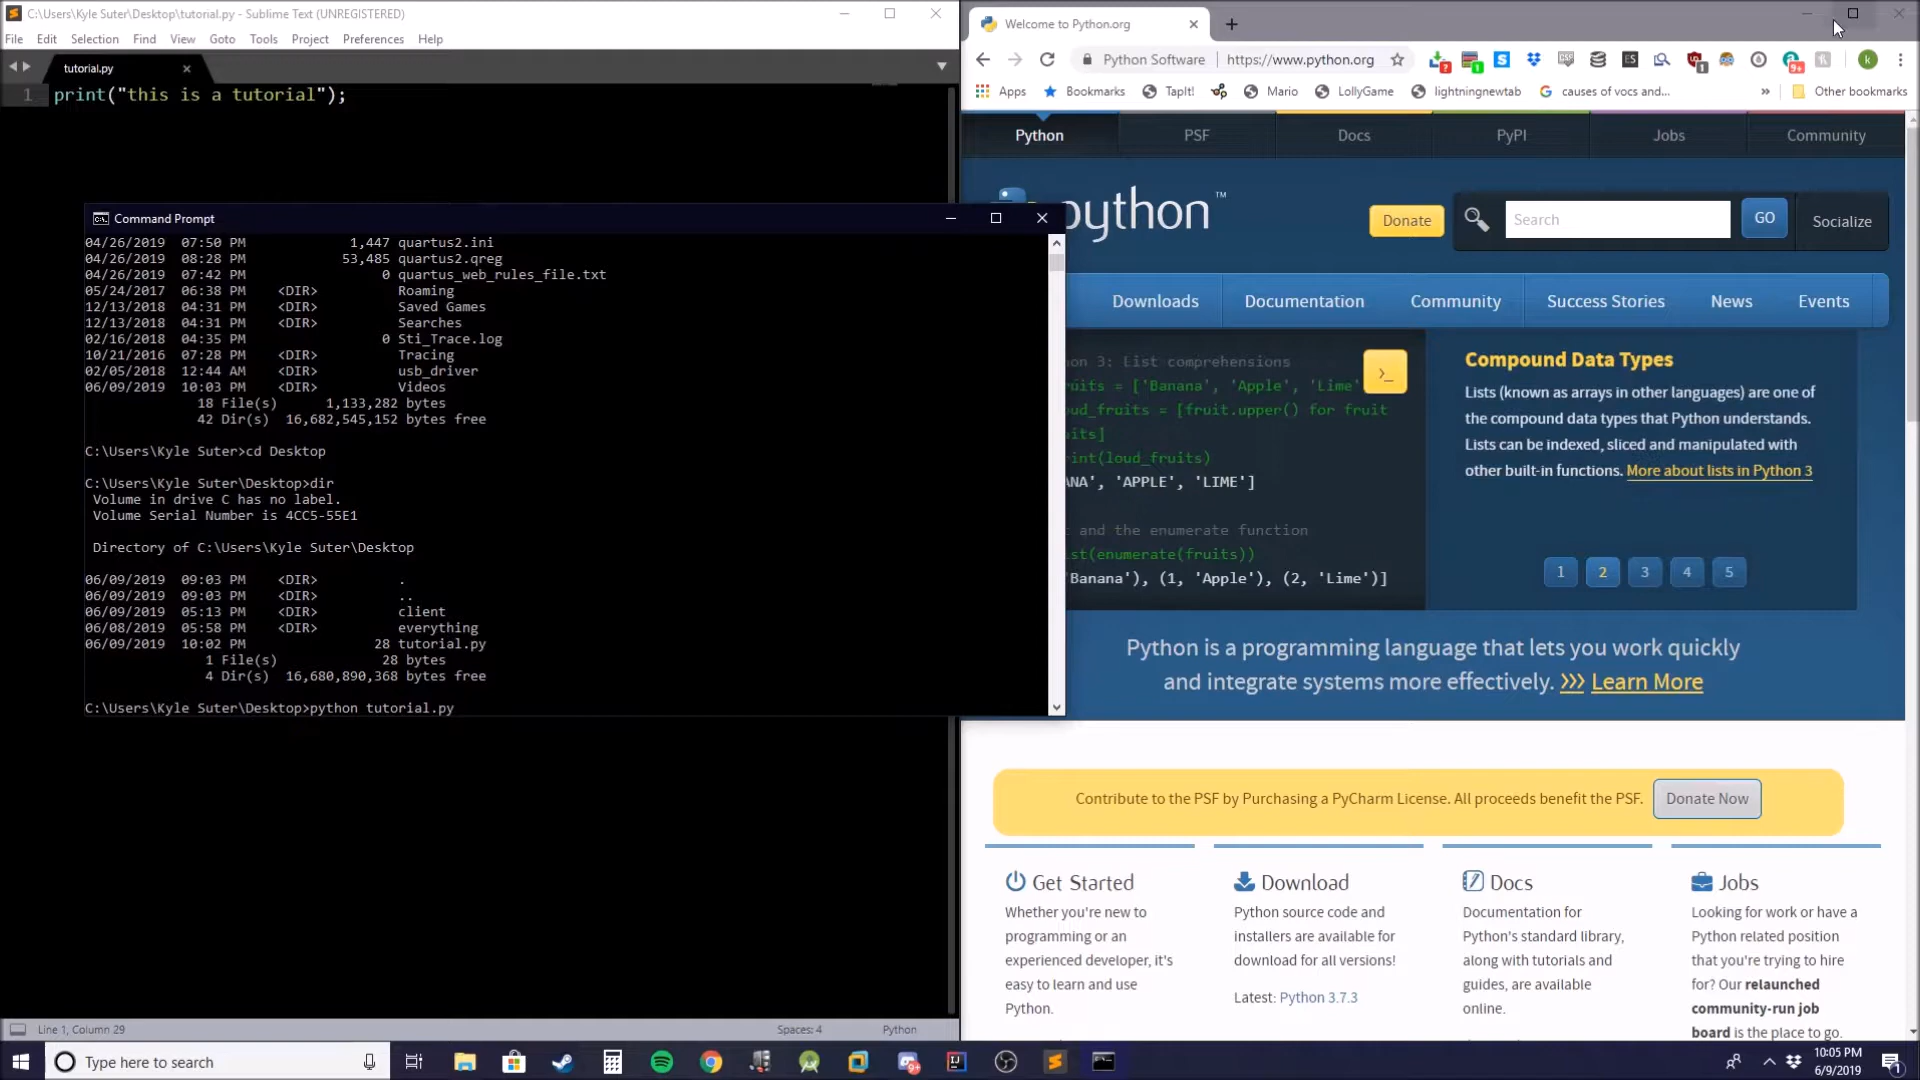 C:\Users\Kyle Suter\Desktop\tutorial.py - Sublime Text (UNREGISTERED)
File Edit Selection Find View Goto Tools Project Preferences Help
tutorial.py
1 print("this is a tutorial");
Command Prompt
04/26/2019 07:50 PM 1,447 quartus2.ini
04/26/2019 08:28 PM 53,485 quartus2.qreg
04/26/2019 07:42 PM 0 quartus_web_rules_file.txt
05/24/2017 06:38 PM <DIR> Roaming
12/13/2018 04:31 PM <DIR> Saved Games
12/13/2018 04:31 PM <DIR> Searches
02/16/2018 04:35 PM 0 Sti_Trace.log
10/21/2016 07:28 PM <DIR> Tracing
02/05/2018 12:44 AM <DIR> usb_driver
06/09/2019 10:03 PM <DIR> Videos
18 File(s) 1,133,282 bytes
42 Dir(s) 16,682,545,152 bytes free
C:\Users\Kyle Suter>cd Desktop
C:\Users\Kyle Suter\Desktop>dir
Volume in drive C has no label.
Volume Serial Number is 4CC5-55E1
Directory of C:\Users\Kyle Suter\Desktop
06/09/2019 09:03 PM <DIR> .
06/09/2019 09:03 PM <DIR> ..
06/09/2019 05:13 PM <DIR> client
06/08/2019 05:58 PM <DIR> everything
06/09/2019 10:02 PM 28 tutorial.py
1 File(s) 28 bytes
4 Dir(s) 16,680,890,368 bytes free
C:\Users\Kyle Suter\Desktop>python tutorial.py
Line 1, Column 29 Spaces: 4 Python
Welcome to Python.org
Python Software https://www.python.org
Apps Bookmarks TapIt! Mario LollyGame lightningnewtab causes of vocs and... » Other bookmarks
Python PSF Docs PyPI Jobs Community
python™ Donate Search GO Socialize
Downloads Documentation Community Success Stories News Events
on 3: List comprehensions
ruits = ['Banana', 'Apple', 'Lime'
oud_fruits = [fruit.upper() for fruit
its]
rint(loud_fruits)
ANA', 'APPLE', 'LIME']
t and the enumerate function
ist(enumerate(fruits))
'Banana'), (1, 'Apple'), (2, 'Lime')]
>_
Compound Data Types
Lists (known as arrays in other languages) are one of
the compound data types that Python understands.
Lists can be indexed, sliced and manipulated with
other built-in functions. More about lists in Python 3
1 2 3 4 5
Python is a programming language that lets you work quickly
and integrate systems more effectively. >>> Learn More
Contribute to the PSF by Purchasing a PyCharm License. All proceeds benefit the PSF. Donate Now
Get Started
Whether you're new to
programming or an
experienced developer, it's
easy to learn and use
Python.
Download
Python source code and
installers are available for
download for all versions!
Latest: Python 3.7.3
Docs
Documentation for
Python's standard library,
along with tutorials and
guides, are available
online.
Jobs
Looking for work or have a
Python related position
that you're trying to hire
for? Our relaunched
community-run job
board is the place to go.
Type here to search
10:05 PM
6/9/2019